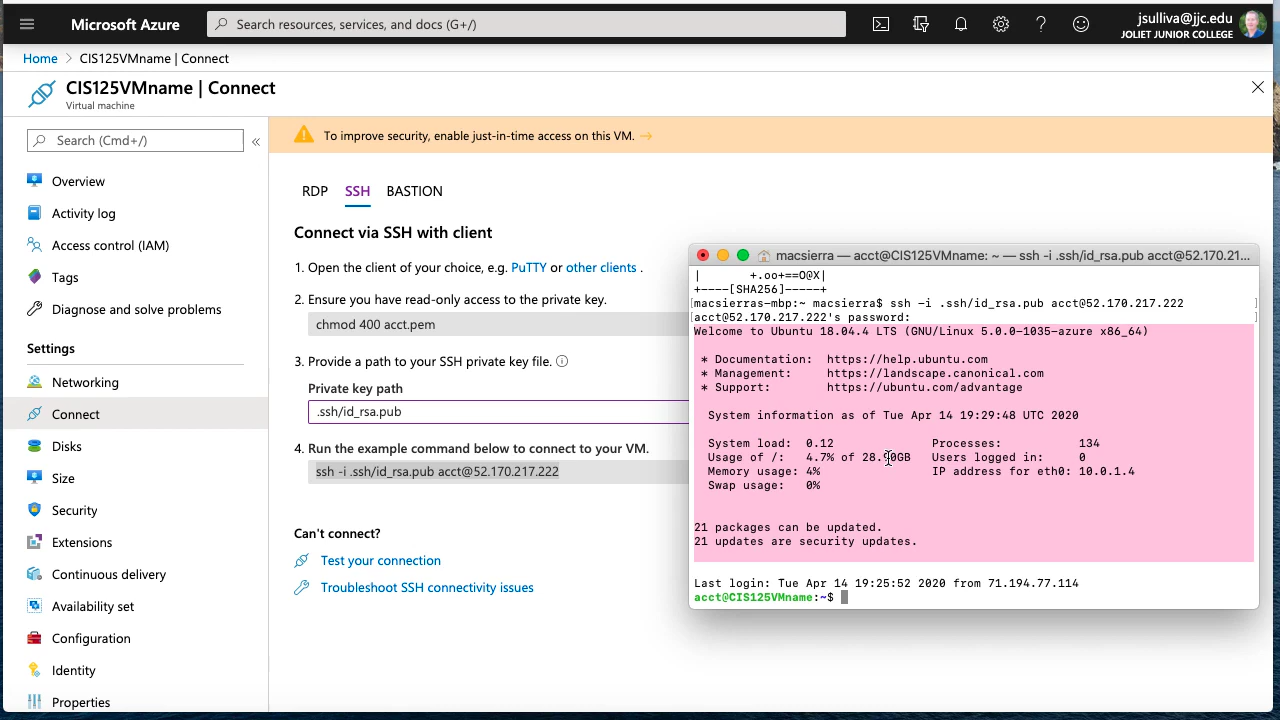 Microsoft Azure
Search resources, services, and docs (G+/)
jsulliva@jjc.edu
JOLIET JUNIOR COLLEGE
Home > CIS125VMname | Connect
CIS125VMname | Connect
Virtual machine
Search (Cmd+/)
«
To improve security, enable just-in-time access on this VM. →
Overview
Activity log
Access control (IAM)
Tags
Diagnose and solve problems
Settings
Networking
Connect
Disks
Size
Security
Extensions
Continuous delivery
Availability set
Configuration
Identity
Properties
RDP SSH BASTION
Connect via SSH with client
1. Open the client of your choice, e.g. PuTTY or other clients .
2. Ensure you have read-only access to the private key.
chmod 400 acct.pem
3. Provide a path to your SSH private key file.
Private key path
.ssh/id_rsa.pub
4. Run the example command below to connect to your VM.
ssh -i .ssh/id_rsa.pub acct@52.170.217.222
Can't connect?
Test your connection
Troubleshoot SSH connectivity issues
macsierra — acct@CIS125VMname: ~ — ssh -i .ssh/id_rsa.pub acct@52.170.21...
| +.oo+==O@X|
+----[SHA256]-----+
[macsierras-mbp:~ macsierra$ ssh -i .ssh/id_rsa.pub acct@52.170.217.222 ]
[acct@52.170.217.222's password: ]
Welcome to Ubuntu 18.04.4 LTS (GNU/Linux 5.0.0-1035-azure x86_64)
* Documentation: https://help.ubuntu.com
* Management: https://landscape.canonical.com
* Support: https://ubuntu.com/advantage
System information as of Tue Apr 14 19:29:48 UTC 2020
System load: 0.12 Processes: 134
Usage of /: 4.7% of Users logged in: 0
Memory usage: 4% IP address for eth0: 10.0.1.4
Swap usage: 0%
21 packages can be updated.
21 updates are security updates.
Last login: Tue Apr 14 19:25:52 2020 from 71.194.77.114
acct@CIS125VMname:~$